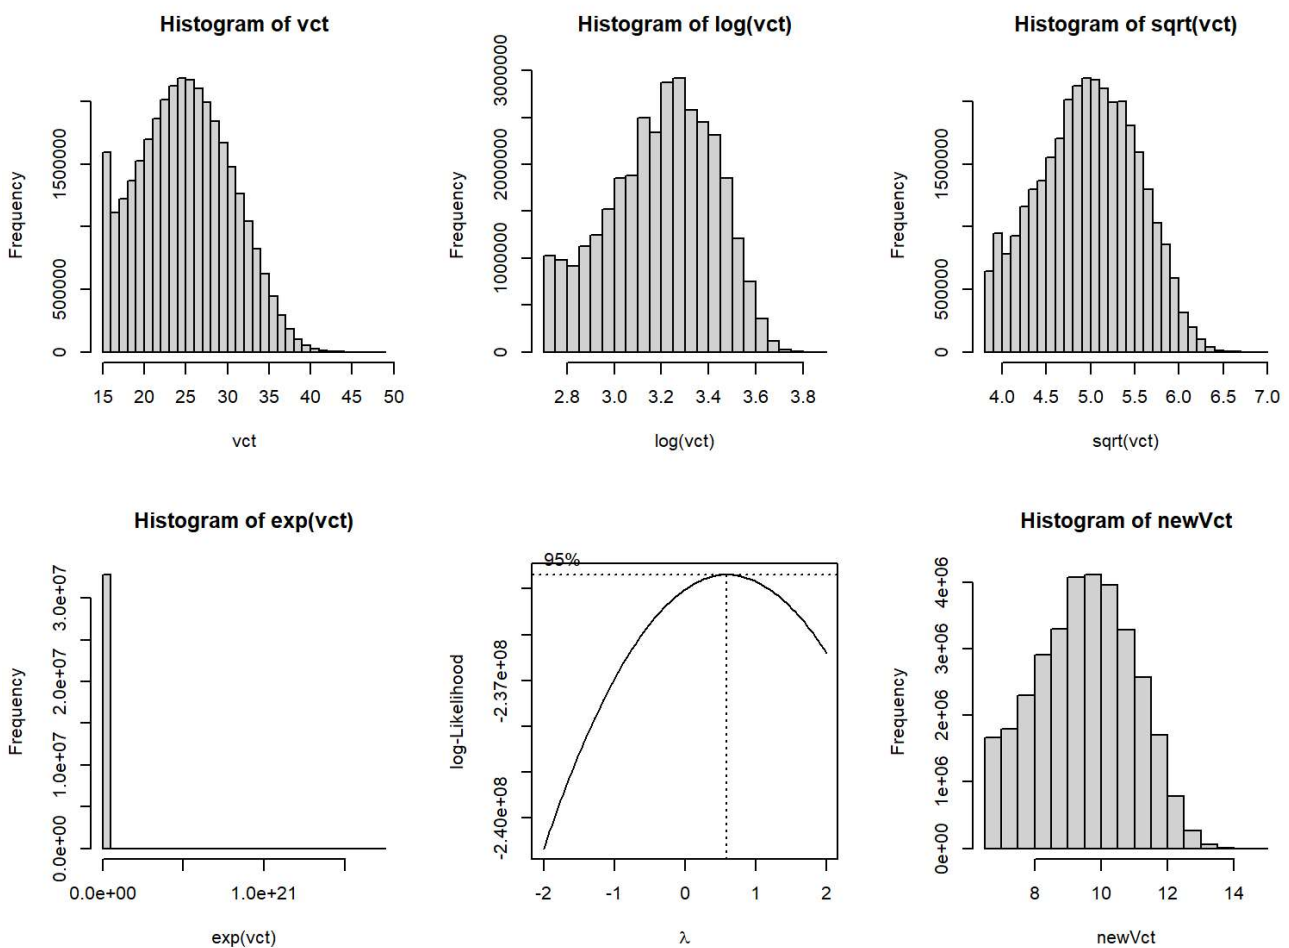 Histogram of vct
Frequency
0 500000 1500000
15 20 25 30 35 40 45 50
vct
Histogram of log(vct)
Frequency
0 1000000 2000000 3000000
2.8 3.0 3.2 3.4 3.6 3.8
log(vct)
Histogram of sqrt(vct)
Frequency
0 500000 1500000
4.0 4.5 5.0 5.5 6.0 6.5 7.0
sqrt(vct)
Histogram of exp(vct)
Frequency
0.0e+00 1.0e+07 2.0e+07 3.0e+07
0.0e+00 1.0e+21
exp(vct)
95%
log-Likelihood
-2.40e+08 -2.37e+08
-2 -1 0 1 2
λ
Histogram of newVct
Frequency
0e+00 1e+06 2e+06 3e+06 4e+06
8 10 12 14
newVct